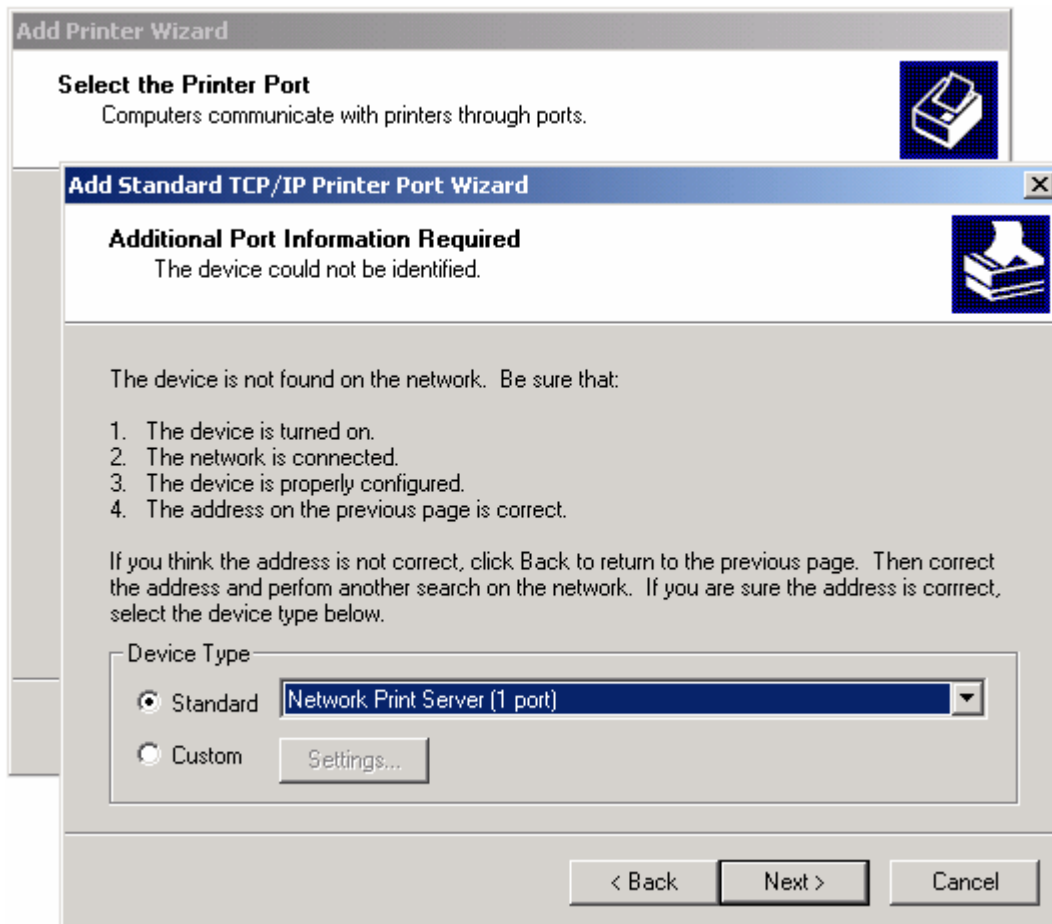 Add Printer Wizard
Select the Printer Port
Computers communicate with printers through ports.
Add Standard TCP/IP Printer Port Wizard
Additional Port Information Required
The device could not be identified.
The device is not found on the network.  Be sure that:
1.  The device is turned on.
2.  The network is connected.
3.  The device is properly configured.
4.  The address on the previous page is correct.
If you think the address is not correct, click Back to return to the previous page.  Then correct
the address and perfom another search on the network.  If you are sure the address is corrrect,
select the device type below.
Device Type
Standard
Network Print Server (1 port)
Custom
Settings...
< Back
Next >
Cancel